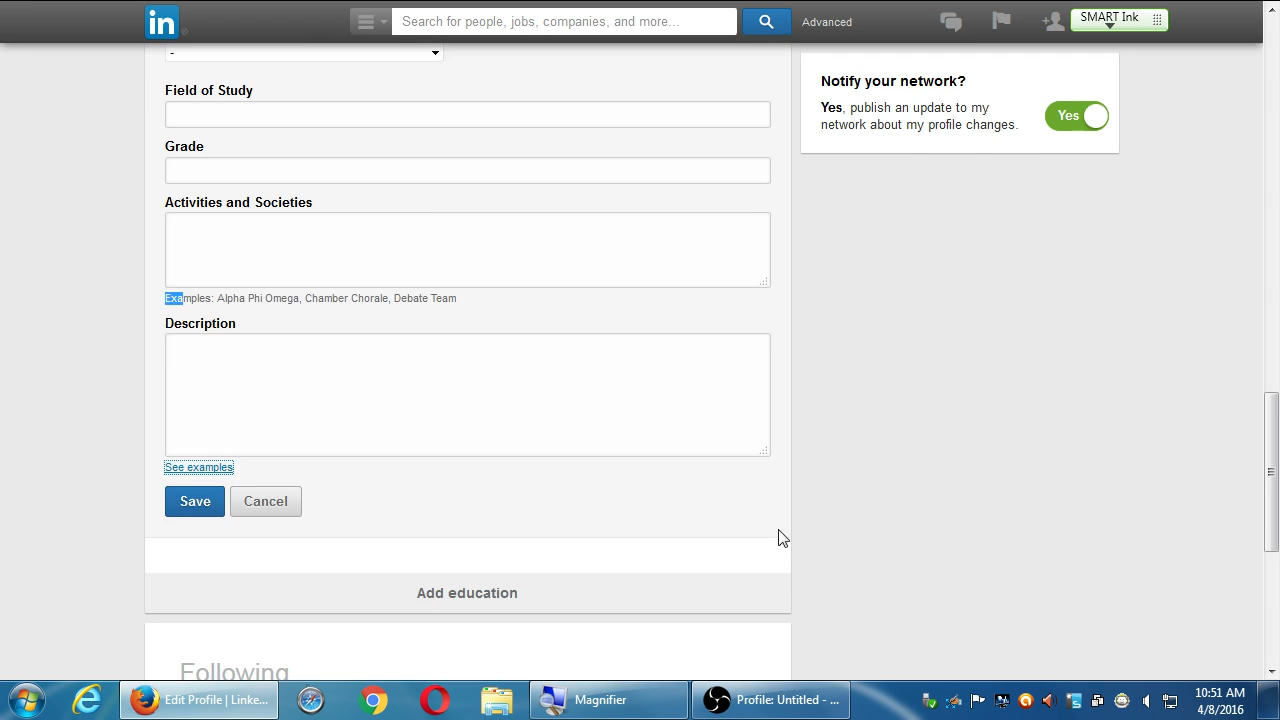 in
Search for people, jobs, companies, and more...
Advanced
SMART Ink
-
Field of Study
Grade
Activities and Societies
Examples: Alpha Phi Omega, Chamber Chorale, Debate Team
Description
See examples
Save Cancel
Add education
Following
Notify your network?
Yes, publish an update to my
network about my profile changes.
Yes
Edit Profile | Linke...
Magnifier
Profile: Untitled - ...
10:51 AM
4/8/2016